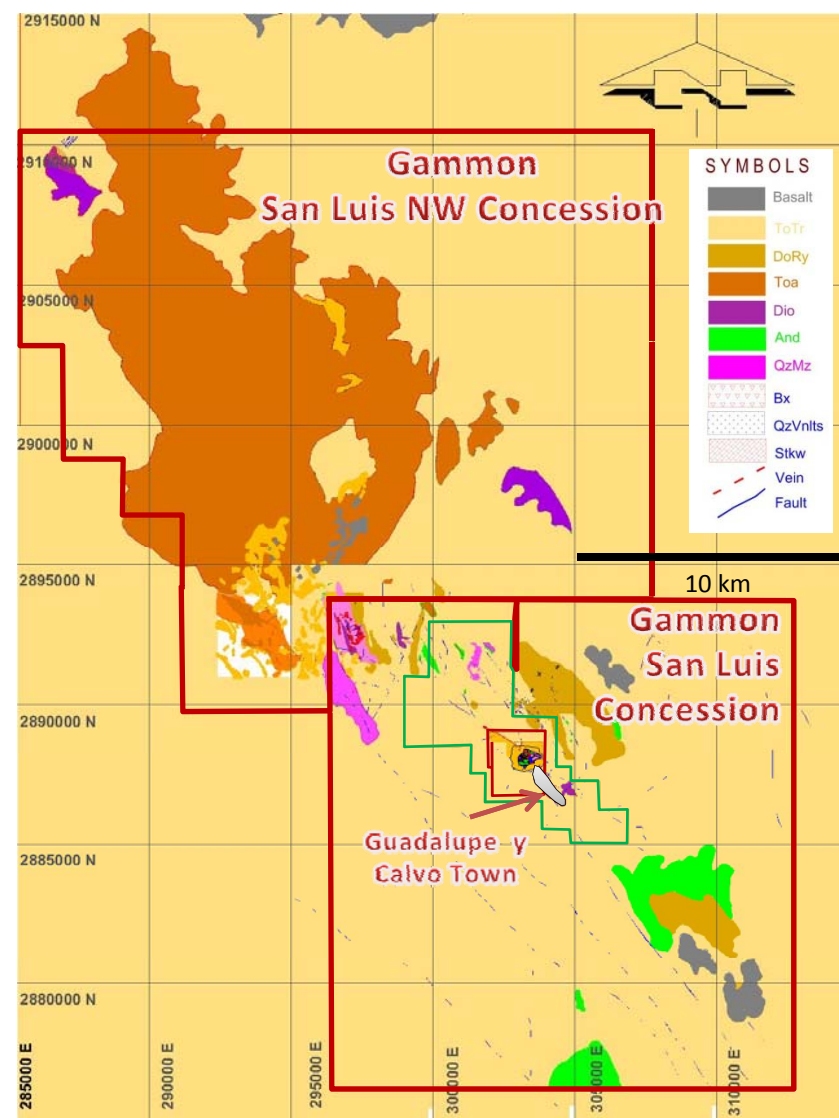 2915000 N
2910000 N
Gammon
San Luis NW Concession
SYMBOLS
Basalt
ToTr
DoRy
Toa
Dio
And
QzMz
Bx
QzVnlts
Stkw
Vein
Fault
2905000 N
2900000 N
2895000 N
10 km
Gammon
San Luis
Concession
2890000 N
Guadalupe y
Calvo Town
2885000 N
2880000 N
285000 E
290000 E
295000 E
300000 E
305000 E
310000 E